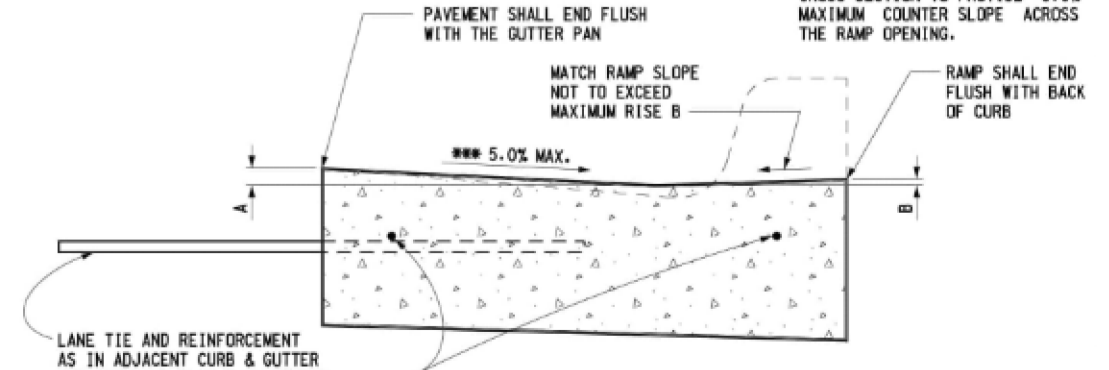 PAVEMENT SHALL END FLUSH
WITH THE GUTTER PAN
MAXIMUM COUNTER SLOPE ACROSS
THE RAMP OPENING.
MATCH RAMP SLOPE
NOT TO EXCEED
MAXIMUM RISE B
RAMP SHALL END
FLUSH WITH BACK
OF CURB
*** 5.0% MAX.
A
B
LANE TIE AND REINFORCEMENT
AS IN ADJACENT CURB & GUTTER